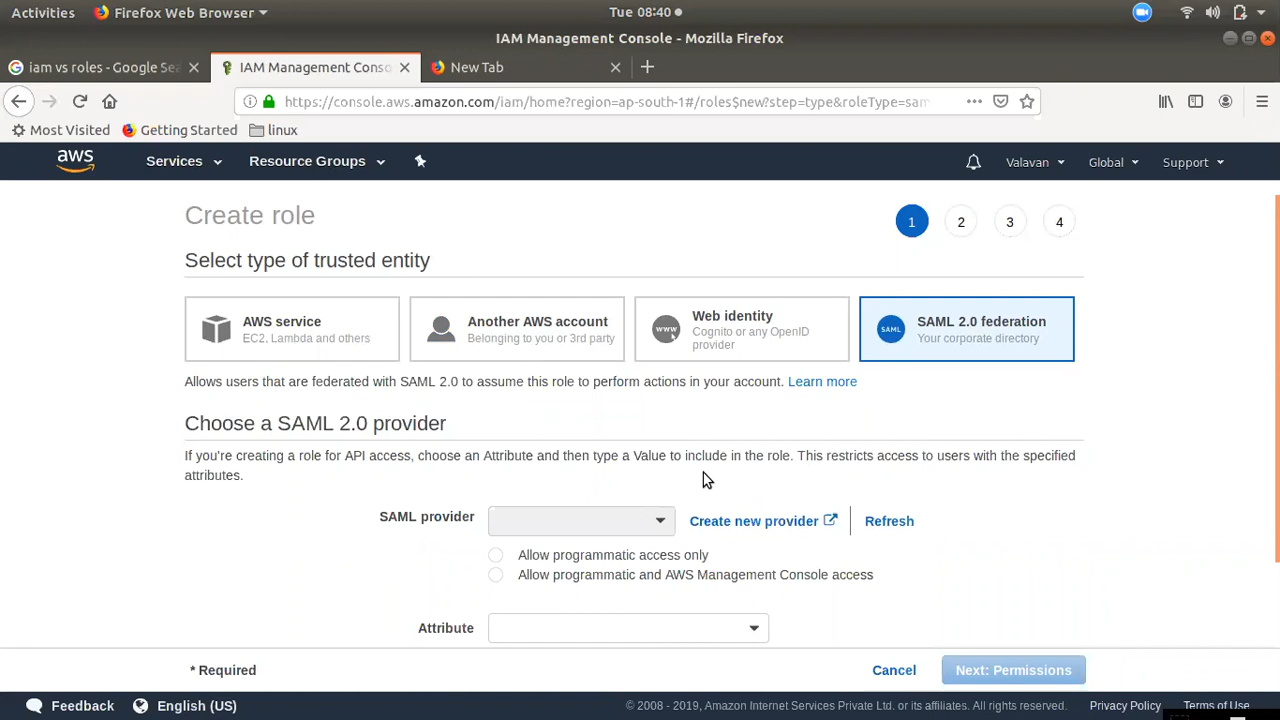 Activities Firefox Web Browser Tue 08:40
IAM Management Console - Mozilla Firefox
iam vs roles - Google Sea IAM Management Conso New Tab
https://console.aws.amazon.com/iam/home?region=ap-south-1#/roles$new?step=type&roleType=sam
Most Visited Getting Started linux
aws Services Resource Groups Valavan Global Support
Create role
1 2 3 4
Select type of trusted entity
AWS service
EC2, Lambda and others
Another AWS account
Belonging to you or 3rd party
www
Web identity
Cognito or any OpenID
provider
SAML
SAML 2.0 federation
Your corporate directory
Allows users that are federated with SAML 2.0 to assume this role to perform actions in your account. Learn more
Choose a SAML 2.0 provider
If you're creating a role for API access, choose an Attribute and then type a Value to include in the role. This restricts access to users with the specified
attributes.
SAML provider Create new provider Refresh
Allow programmatic access only
Allow programmatic and AWS Management Console access
Attribute
* Required Cancel Next: Permissions
Feedback English (US) © 2008 - 2019, Amazon Internet Services Private Ltd. or its affiliates. All rights reserved. Privacy Policy Terms of Use